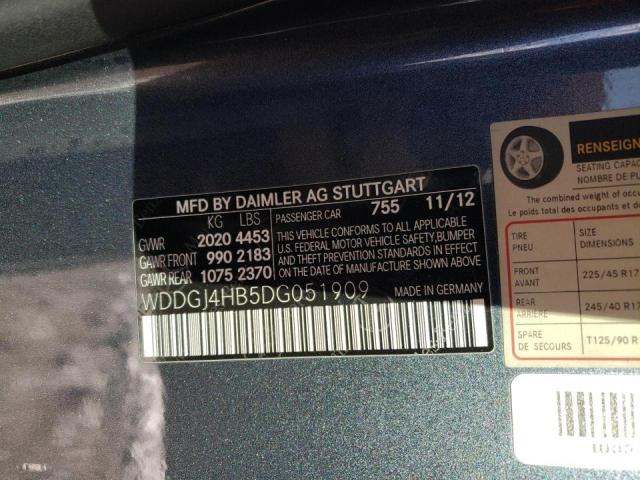 MFD BY DAIMLER AG STUTTGART
KG LBS
GVWR 2020 4453
GAWR FRONT 990 2183
GAWR REAR 1075 2370
PASSENGER CAR 755 11/12
THIS VEHICLE CONFORMS TO ALL APPLICABLE
U.S. FEDERAL MOTOR VEHICLE SAFETY, BUMPER
AND THEFT PREVENTION STANDARDS IN EFFECT
ON THE DATE OF MANUFACTURE SHOWN ABOVE.
WDDGJ4HB5DG051909
MADE IN GERMANY
RENSEIGN
SEATING CAPAC
NOMBRE DE PL
The combined weight of occu
Le poids total des occupants
TIRE
PNEU
SIZE
DIMENSIONS
FRONT
AVANT
225/45 R17
REAR
ARRIÈRE
245/40 R17
SPARE
DE SECOURS
T125/90 R